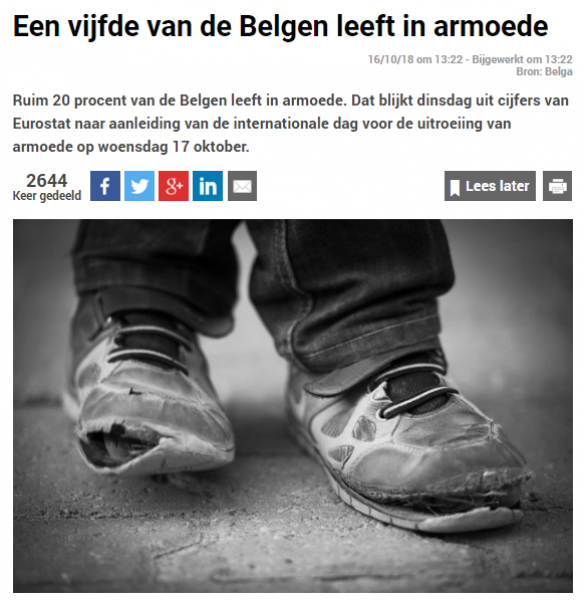 Een vijfde van de Belgen leeft in armoede
16/10/18 om 13:22 - Bijgewerkt om 13:22
Bron: Belga
Ruim 20 procent van de Belgen leeft in armoede. Dat blijkt dinsdag uit cijfers van
Eurostat naar aanleiding van de internationale dag voor de uitroeiing van
armoede op woensdag 17 oktober.
2644
Keer gedeeld
f
g+
in
Lees later